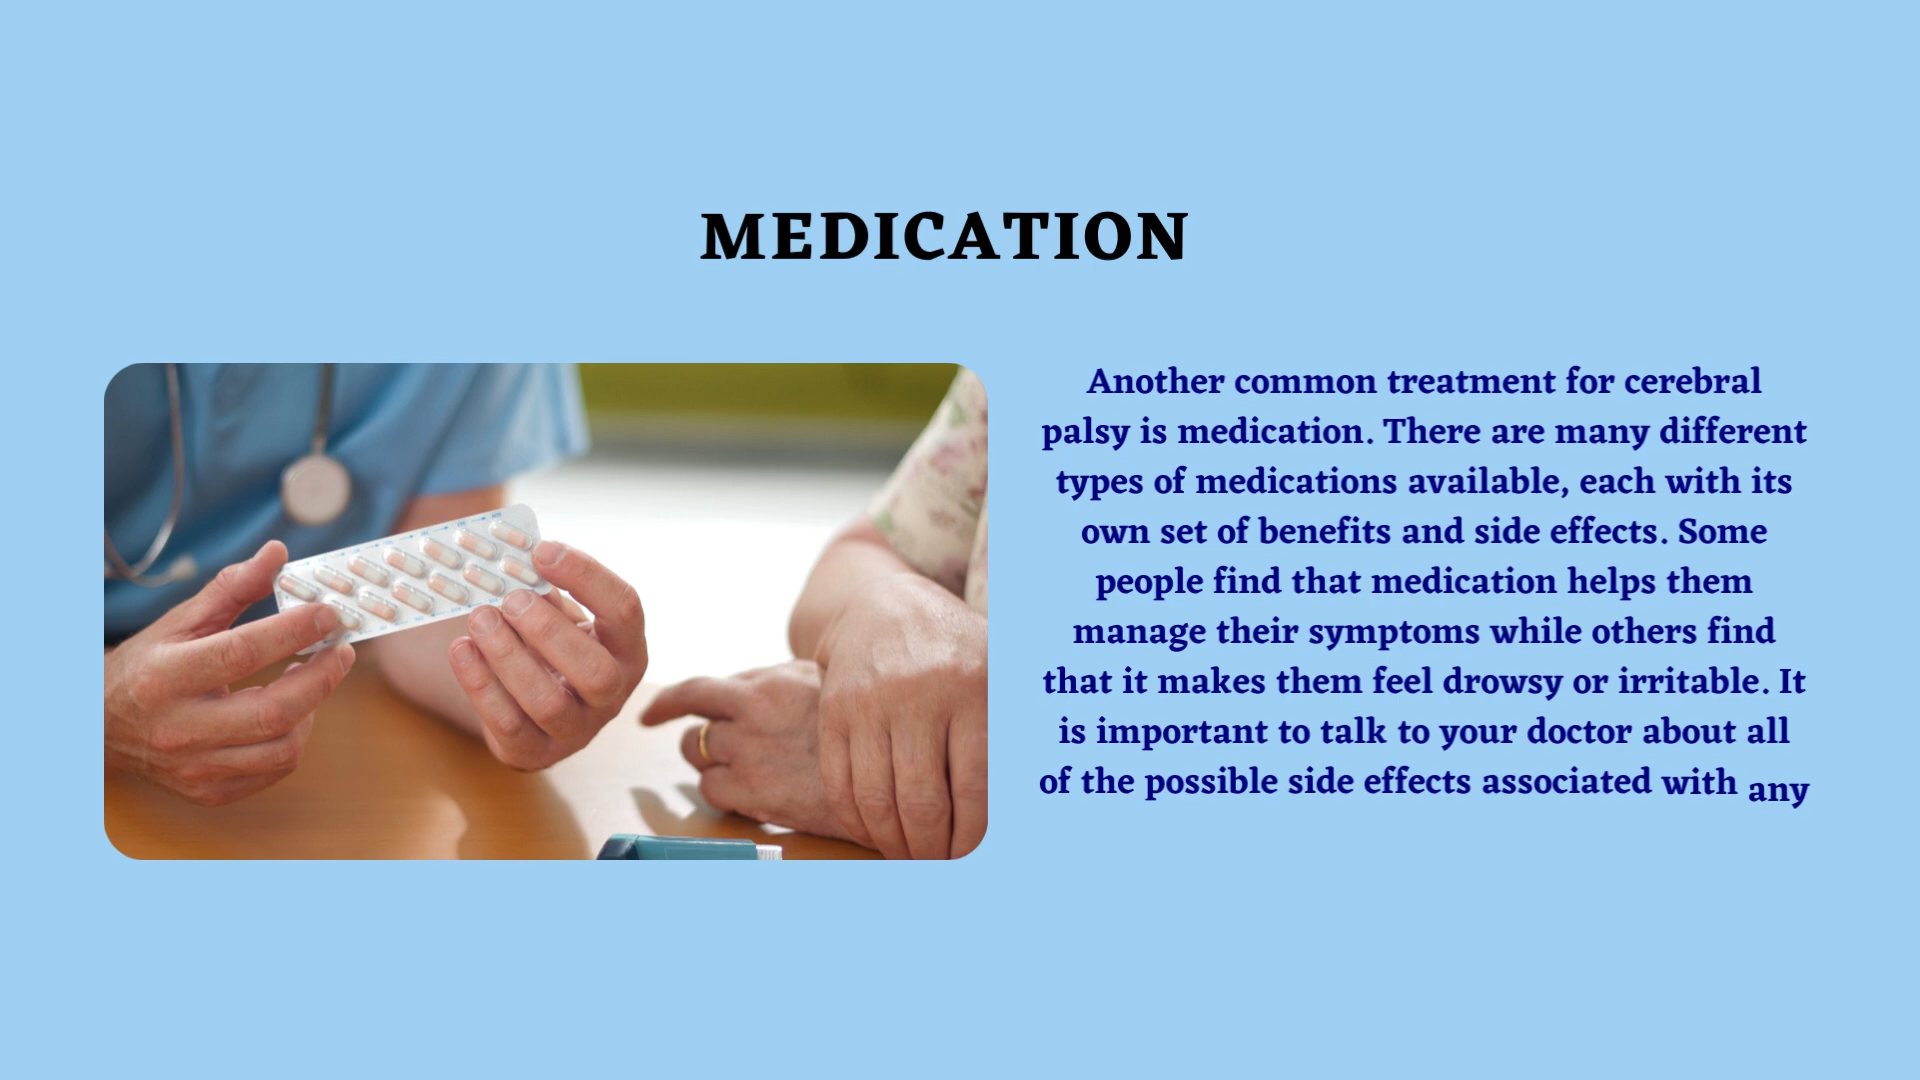 MEDICATION
Another common treatment for cerebral
palsy is medication. There are many different
types of medications available, each with its
own set of benefits and side effects. Some
people find that medication helps them
manage their symptoms while others find
that it makes them feel drowsy or irritable. It
is important to talk to your doctor about all
of the possible side effects associated with any